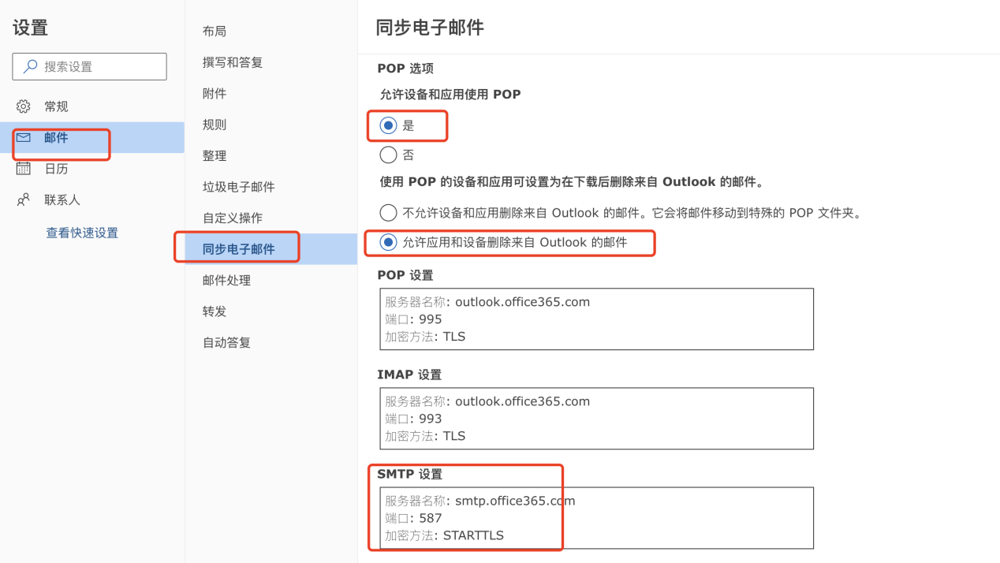 设置
搜索设置
常规
邮件
日历
联系人
查看快速设置
布局
撰写和答复
附件
规则
整理
垃圾电子邮件
自定义操作
同步电子邮件
邮件处理
转发
自动答复
同步电子邮件
POP 选项
允许设备和应用使用 POP
是
否
使用 POP 的设备和应用可设置为在下载后删除来自 Outlook 的邮件。
不允许设备和应用删除来自 Outlook 的邮件。它会将邮件移动到特殊的 POP 文件夹。
允许应用和设备删除来自 Outlook 的邮件
POP 设置
服务器名称: outlook.office365.com
端口: 995
加密方法: TLS
IMAP 设置
服务器名称: outlook.office365.com
端口: 993
加密方法: TLS
SMTP 设置
服务器名称: smtp.office365.com
端口: 587
加密方法: STARTTLS